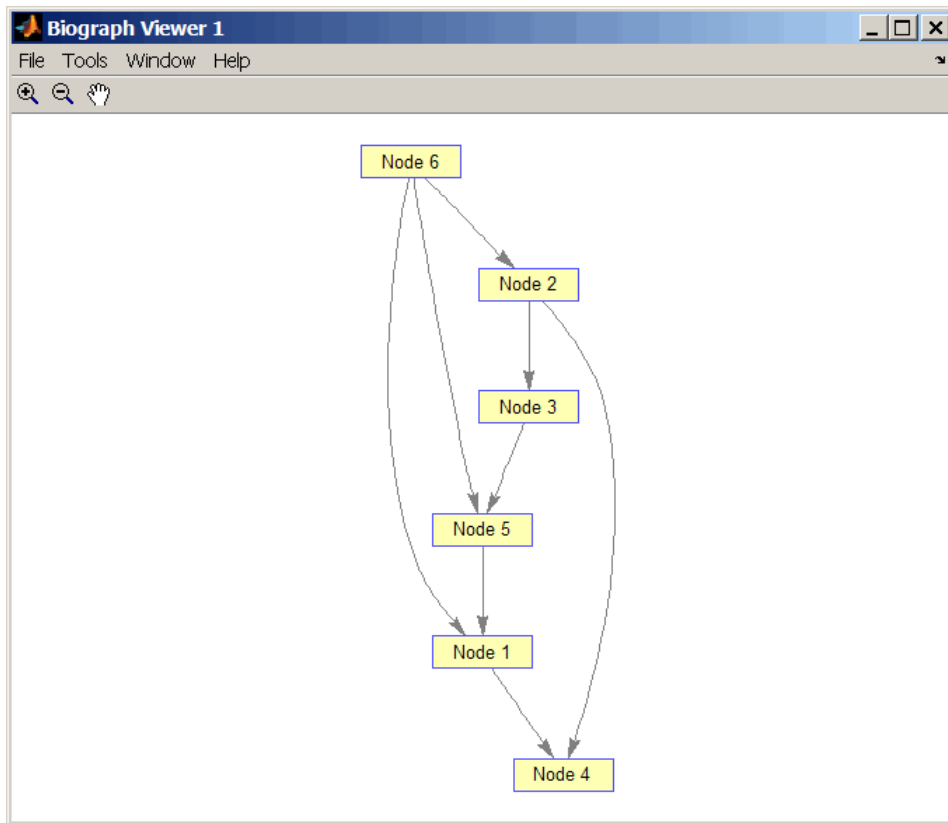 Biograph Viewer 1
File Tools Window Help
Node 6
Node 2
Node 3
Node 5
Node 1
Node 4